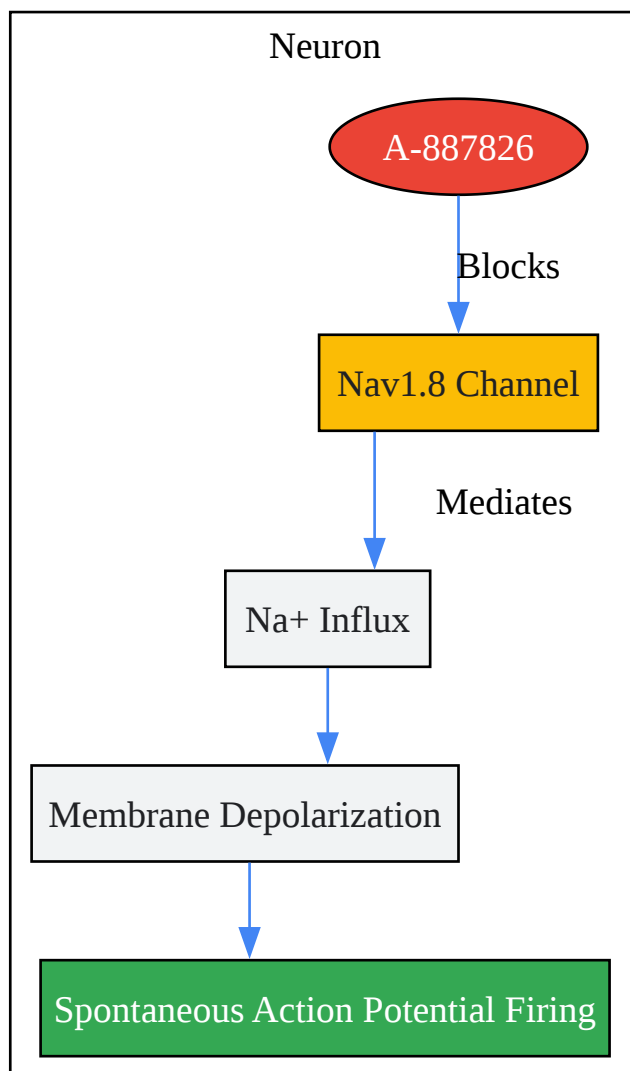 Neuron
A-887826
Blocks
Nav1.8 Channel
Mediates
Na+ Influx
Membrane Depolarization
Spontaneous Action Potential Firing